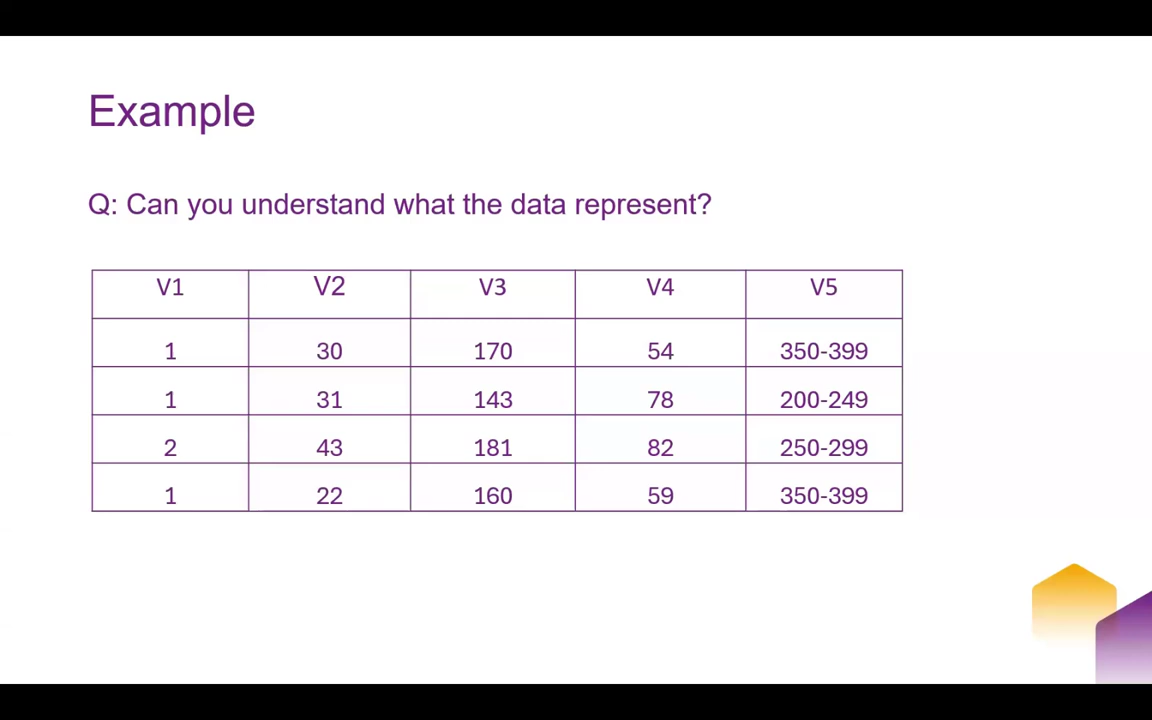 Example
Q: Can you understand what the data represent?
V1 V2 V3 V4 V5
1 30 170 54 350-399
1 31 143 78 200-249
2 43 181 82 250-299
1 22 160 59 350-399